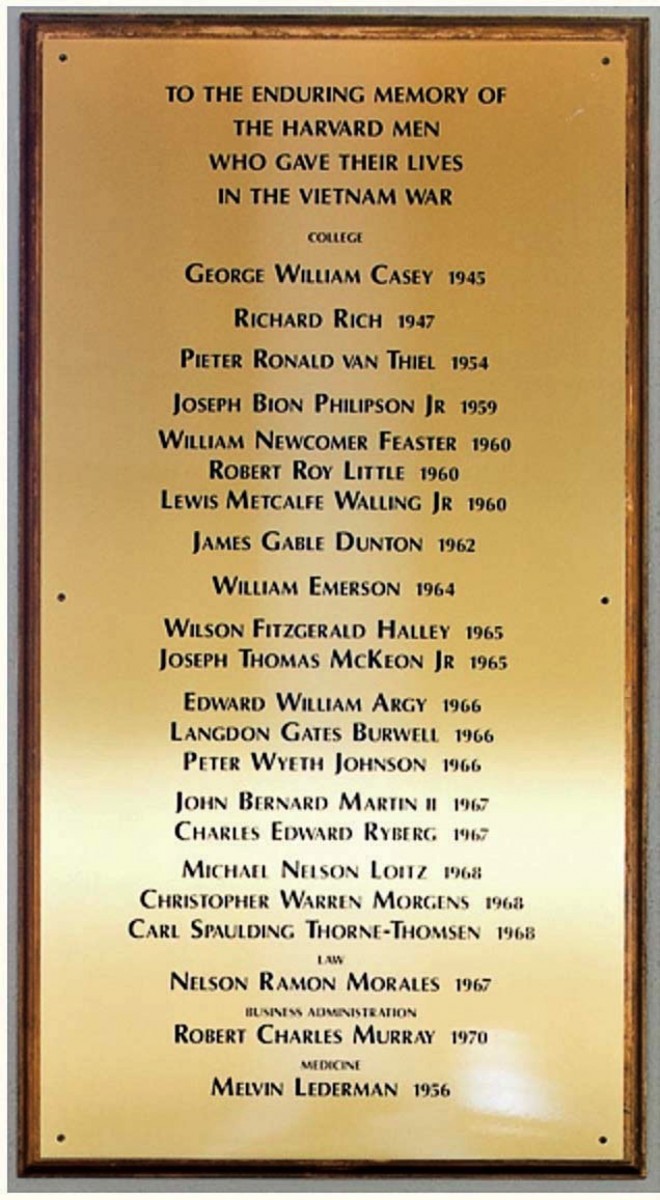 TO THE ENDURING MEMORY OF
THE HARVARD MEN
WHO GAVE THEIR LIVES
IN THE VIETNAM WAR
COLLEGE
GEORGE WILLIAM CASEY 1945
RICHARD RICH 1947
PIETER RONALD VAN THIEL 1954
JOSEPH BION PHILIPSON JR 1959
WILLIAM NEWCOMER FEASTER 1960
ROBERT ROY LITTLE 1960
LEWIS METCALFE WALLING JR 1960
JAMES GABLE DUNTON 1962
WILLIAM EMERSON 1964
WILSON FITZGERALD HALLEY 1965
JOSEPH THOMAS MCKEON JR 1965
EDWARD WILLIAM ARGY 1966
LANGDON GATES BURWELL 1966
PETER WYETH JOHNSON 1966
JOHN BERNARD MARTIN II 1967
CHARLES EDWARD RYBERG 1967
MICHAEL NELSON LOITZ 1968
CHRISTOPHER WARREN MORGENS 1968
CARL SPAULDING THORNE-THOMSEN 1968
LAW
NELSON RAMON MORALES 1967
BUSINESS ADMINISTRATION
ROBERT CHARLES MURRAY 1970
MEDICINE
MELVIN LEDERMAN 1956